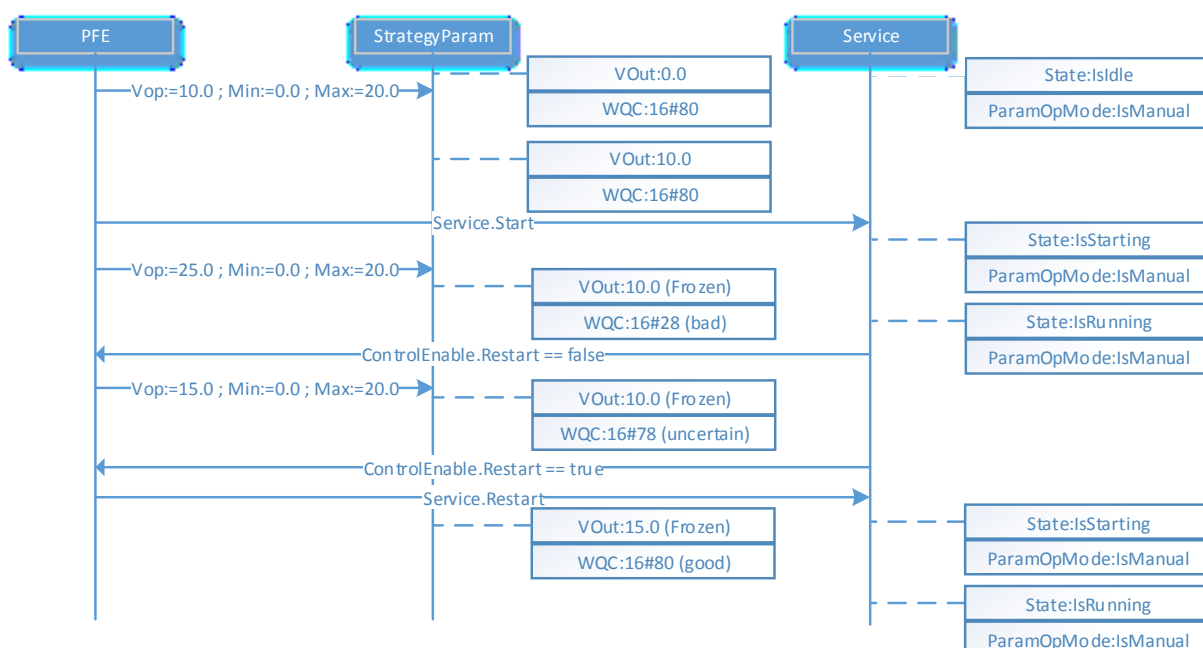 PFE
StrategyParam
Service
VOut:0.0
WQC:16#80
State:IsIdle
ParamOpMode:IsManual
Vop:=10.0 ; Min:=0.0 ; Max:=20.0
VOut:10.0
WQC:16#80
Service.Start
State:IsStarting
ParamOpMode:IsManual
Vop:=25.0 ; Min:=0.0 ; Max:=20.0
VOut:10.0 (Frozen)
WQC:16#28 (bad)
State:IsRunning
ParamOpMode:IsManual
ControlEnable.Restart == false
Vop:=15.0 ; Min:=0.0 ; Max:=20.0
VOut:10.0 (Frozen)
WQC:16#78 (uncertain)
ControlEnable.Restart == true
Service.Restart
VOut:15.0 (Frozen)
WQC:16#80 (good)
State:IsStarting
ParamOpMode:IsManual
State:IsRunning
ParamOpMode:IsManual